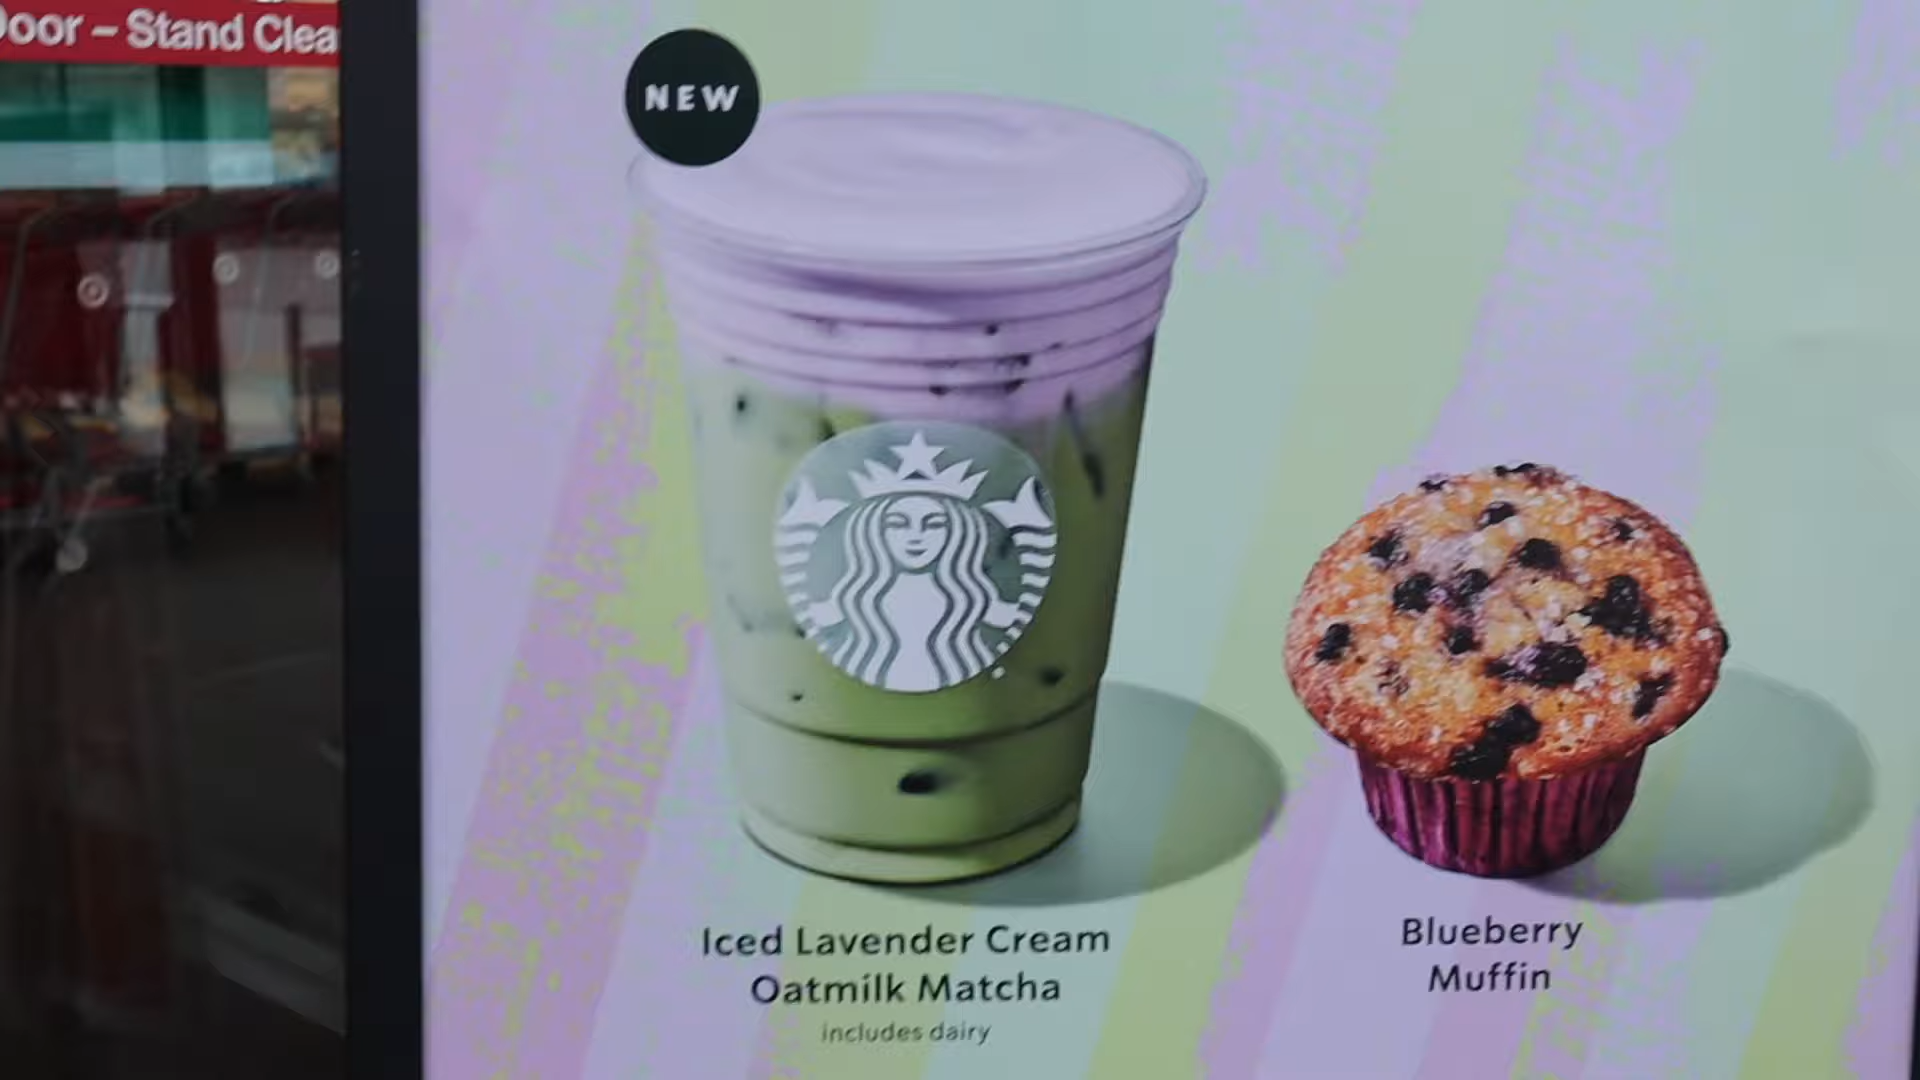 Door – Stand Clea
NEW
Iced Lavender Cream
Oatmilk Matcha
includes dairy
Blueberry
Muffin